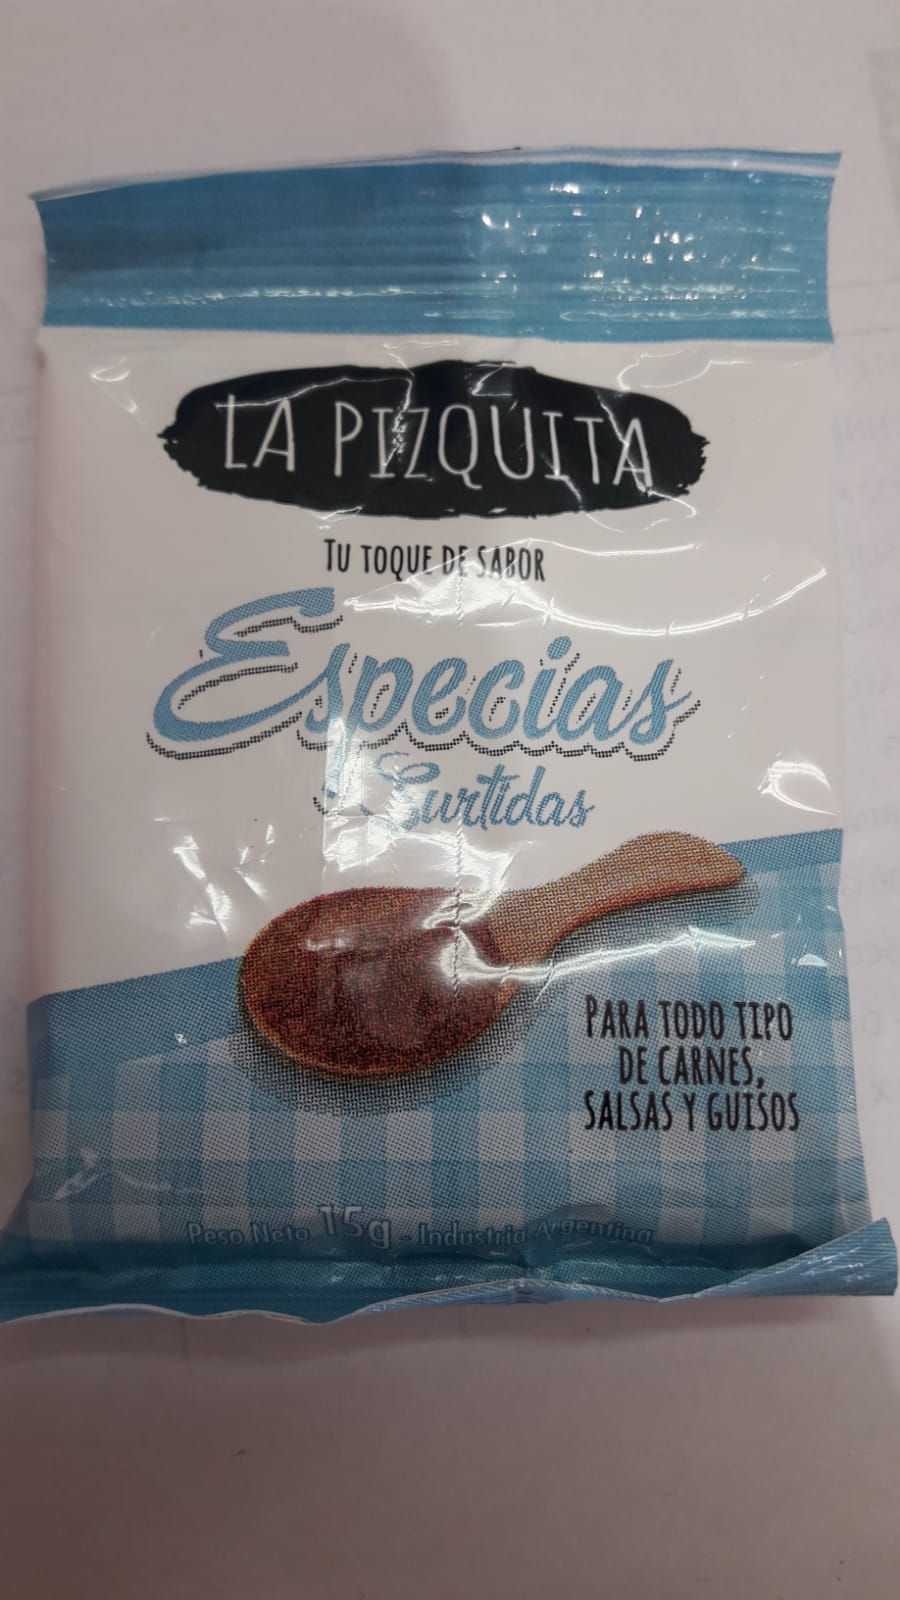 LA PIZQUITA
TU TOQUE DE SABOR
Especias
Surtidas
PARA TODO TIPO
DE CARNES,
SALSAS Y GUISOS
Peso Neto 15g - Industria Argentina